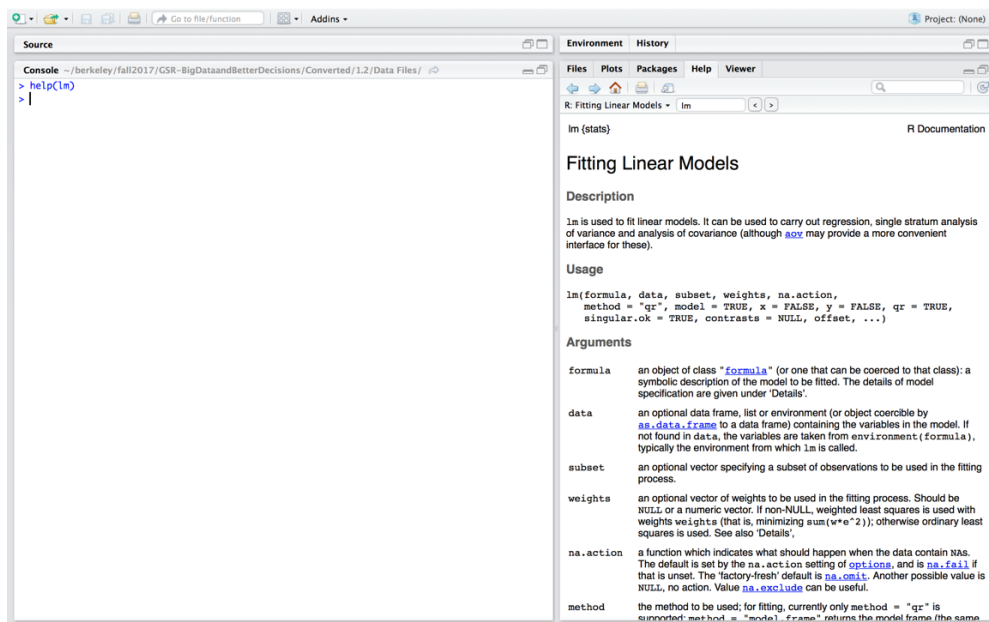 Go to file/function
Addins
Project: (None)
Source
Console ~/berkeley/fall2017/GSR-BigDataandBetterDecisions/Converted/1.2/Data Files/
> help(lm)
>
Environment History
Files Plots Packages Help Viewer
R: Fitting Linear Models lm
lm {stats} R Documentation
Fitting Linear Models
Description
lm is used to fit linear models. It can be used to carry out regression, single stratum analysis
of variance and analysis of covariance (although aov may provide a more convenient
interface for these).
Usage
lm(formula, data, subset, weights, na.action,
method = "qr", model = TRUE, x = FALSE, y = FALSE, qr = TRUE,
singular.ok = TRUE, contrasts = NULL, offset, ...)
Arguments
formula an object of class "formula" (or one that can be coerced to that class): a
symbolic description of the model to be fitted. The details of model
specification are given under ‘Details’.
data an optional data frame, list or environment (or object coercible by
as.data.frame to a data frame) containing the variables in the model. If
not found in data, the variables are taken from environment(formula),
typically the environment from which lm is called.
subset an optional vector specifying a subset of observations to be used in the fitting
process.
weights an optional vector of weights to be used in the fitting process. Should be
NULL or a numeric vector. If non-NULL, weighted least squares is used with
weights weights (that is, minimizing sum(w*e^2)); otherwise ordinary least
squares is used. See also ‘Details’,
na.action a function which indicates what should happen when the data contain NAs.
The default is set by the na.action setting of options, and is na.fail if
that is unset. The ‘factory-fresh’ default is na.omit. Another possible value is
NULL, no action. Value na.exclude can be useful.
method the method to be used; for fitting, currently only method = "qr" is
supported; method = "model.frame" returns the model frame (the same